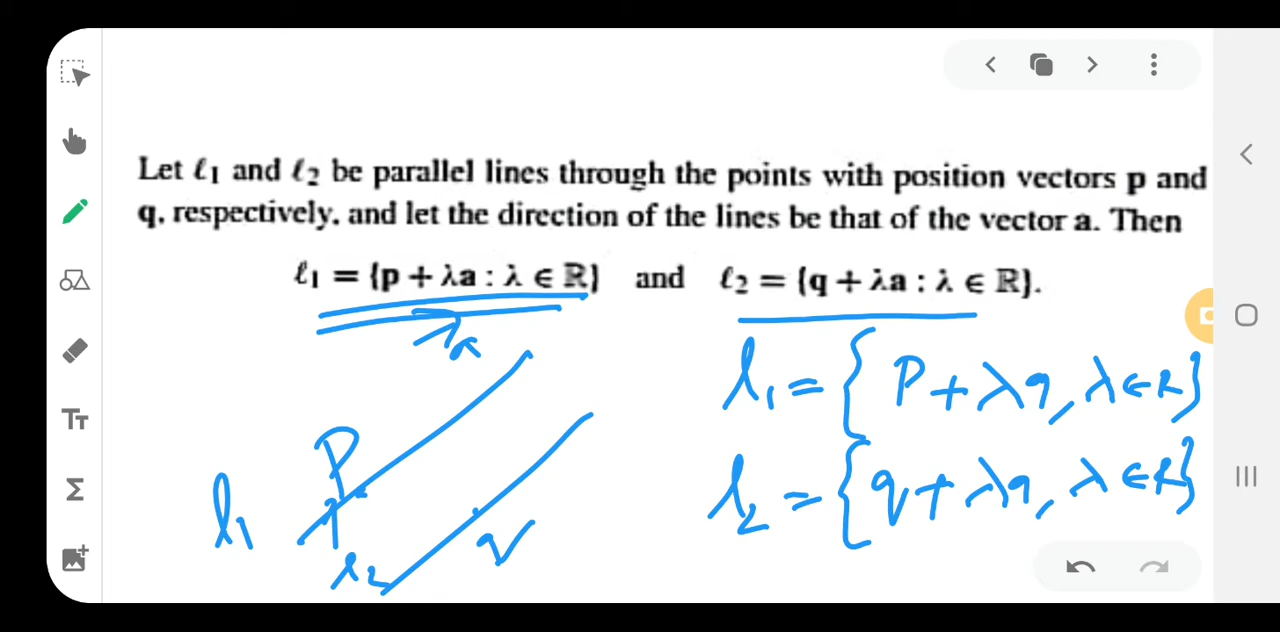 Let ℓ₁ and ℓ₂ be parallel lines through the points with position vectors p and
q, respectively, and let the direction of the lines be that of the vector a. Then
ℓ₁ = {p + λa : λ ∈ ℝ} and ℓ₂ = {q + λa : λ ∈ ℝ}.
l₁ = { P + λa, λ ∈ R}
l₂ = { q + λa, λ ∈ R}
P
l₁
l₂
q
Tт
Σ